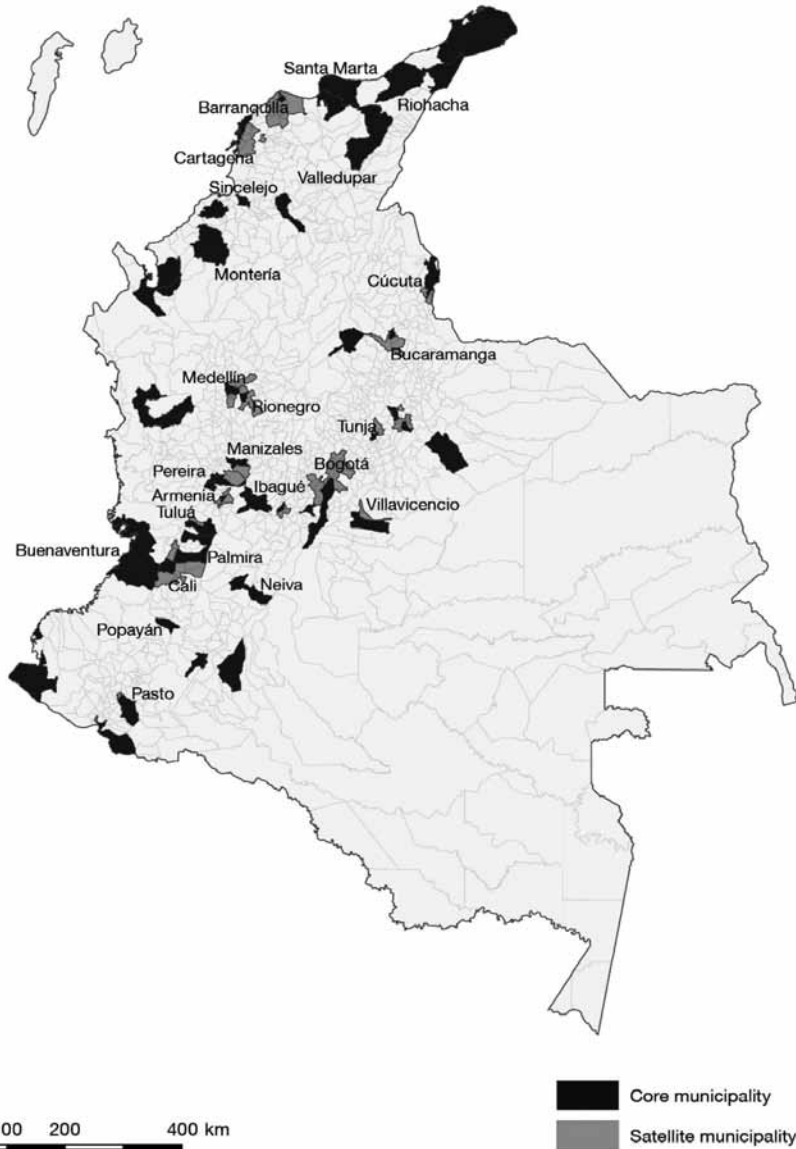 Santa Marta
Barranquilla
Riohacha
Cartagena
Valledupar
Sincelejo
Montería
Cúcuta
Bucaramanga
Medellín
Rionegro
Tunja
Manizales
Bogotá
Pereira
Ibagué
Armenia
Villavicencio
Tuluá
Buenaventura
Palmira
Cali
Neiva
Popayán
Pasto
Core municipality
00 200 400 km
Satellite municipality